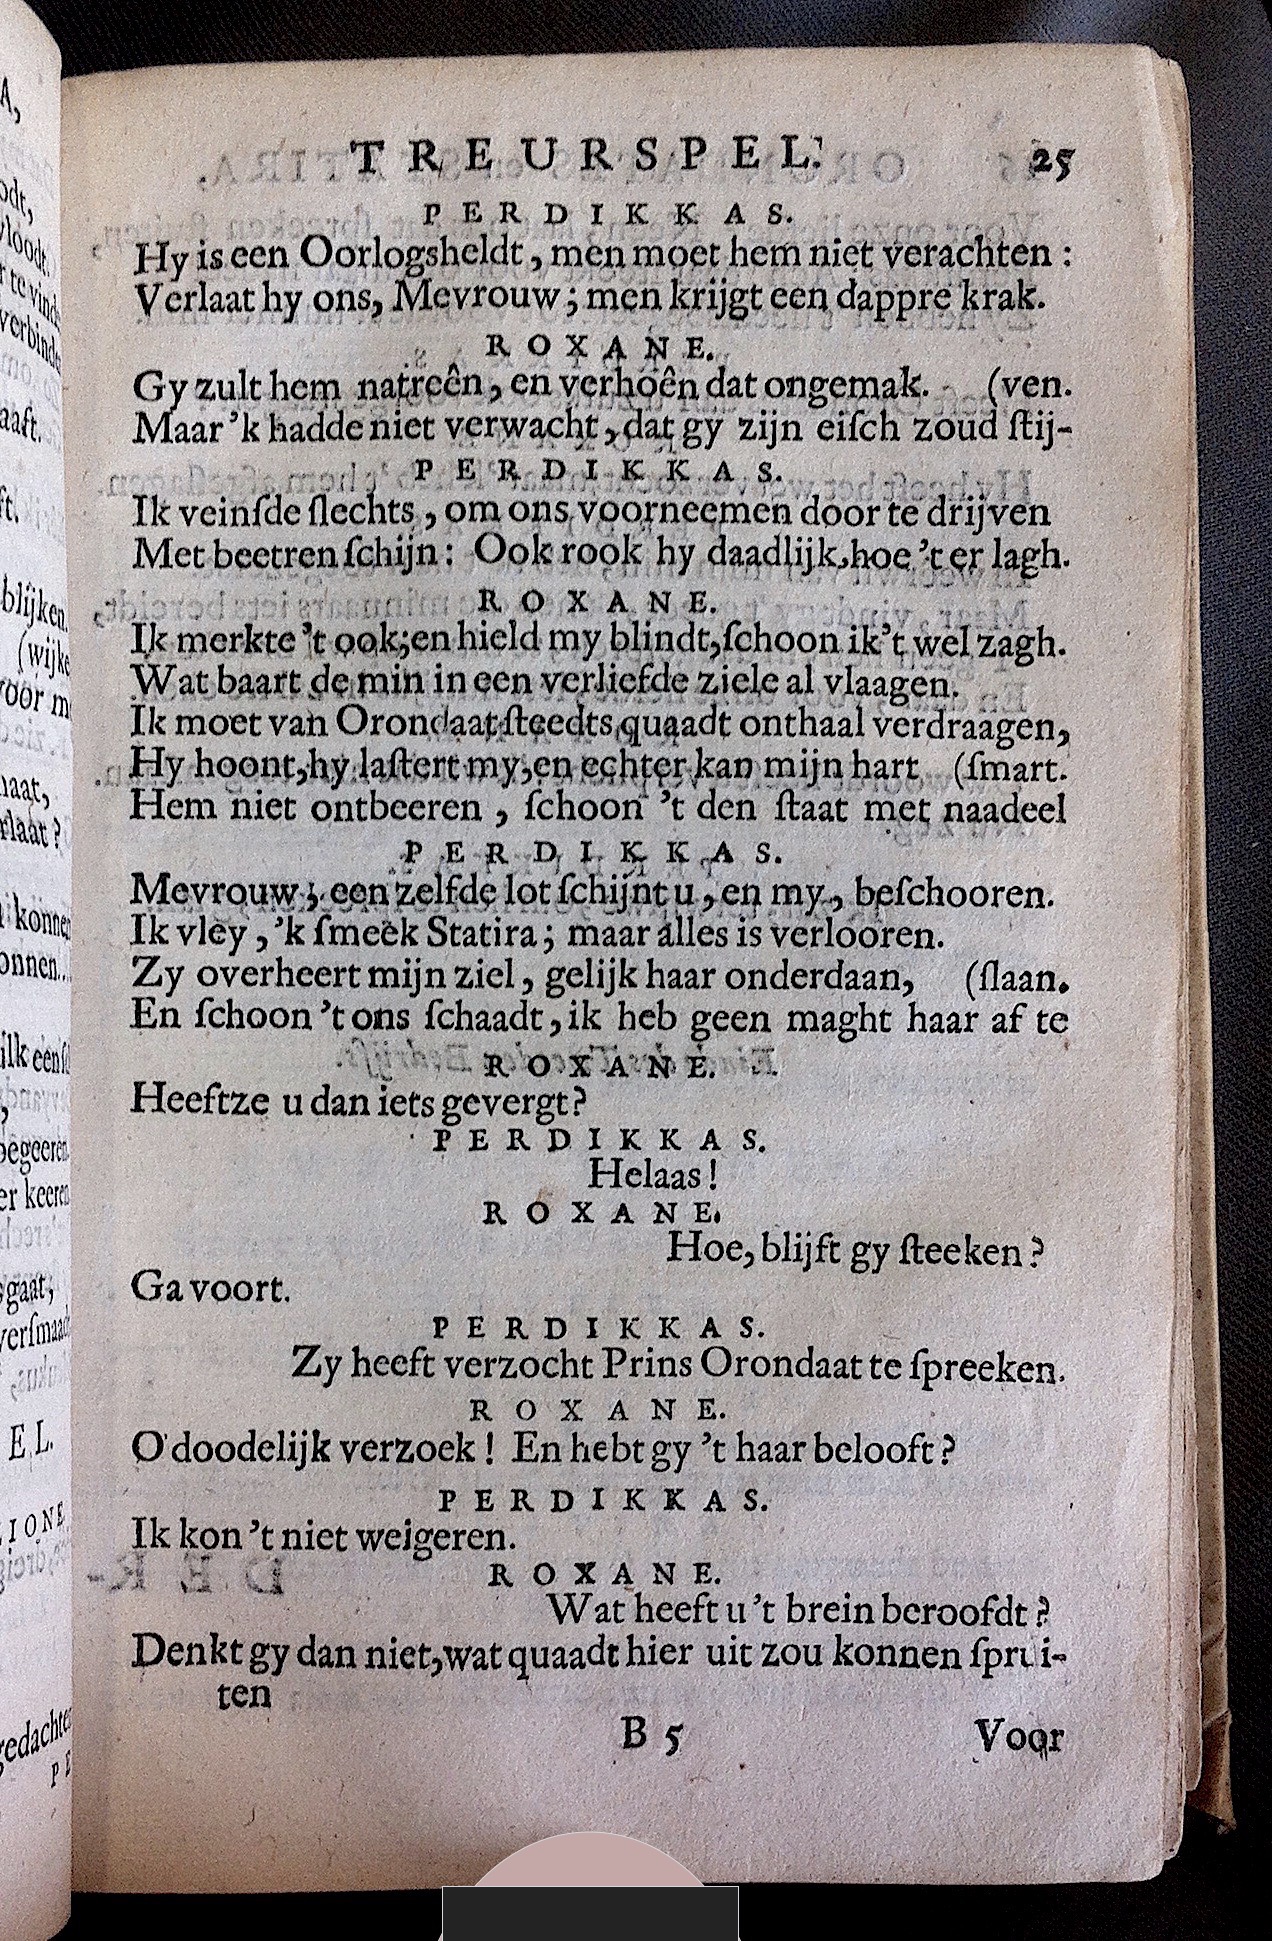 TREURSPEL. 25
PERDIKKAS.
Hy is een Oorlogsheldt, men moet hem niet verachten:
Verlaat hy ons, Mevrouw; men krijgt een dappre krak.
ROXANE.
Gy zult hem natreên, en verhoên dat ongemak. (ven.
Maar 'k hadde niet verwacht, dat gy zijn eiſch zoud ſtij-
PERDIKKAS.
Ik veinſde ſlechts, om ons voorneemen door te drijven
Met beetren ſchijn: Ook rook hy daadlijk, hoe 't er lagh.
ROXANE.
Ik merkte 't ook; en hield my blindt, ſchoon ik 't wel zagh.
Wat baart de min in een verliefde ziele al vlaagen.
Ik moet van Orondaat ſteedts quaadt onthaal verdraagen,
Hy hoont, hy laſtert my, en echter kan mijn hart (ſmart.
Hem niet ontbeeren, ſchoon 't den ſtaat met naadeel
PERDIKKAS.
Mevrouw; een zelfde lot ſchijnt u, en my, beſchooren.
Ik vley, 'k ſmeek Statira; maar alles is verlooren.
Zy overheert mijn ziel, gelijk haar onderdaan, (ſlaan.
En ſchoon 't ons ſchaadt, ik heb geen maght haar af te
ROXANE.
Heeftze u dan iets gevergt?
PERDIKKAS.
Helaas!
ROXANE.
Hoe, blijft gy ſteeken?
Ga voort.
PERDIKKAS.
Zy heeft verzocht Prins Orondaat te ſpreeken.
ROXANE.
O doodelijk verzoek! En hebt gy 't haar belooft?
PERDIKKAS.
Ik kon 't niet weigeren.
ROXANE.
Wat heeft u 't brein beroofdt?
Denkt gy dan niet, wat quaadt hier uit zou konnen ſprui-
ten
B 5 Voor